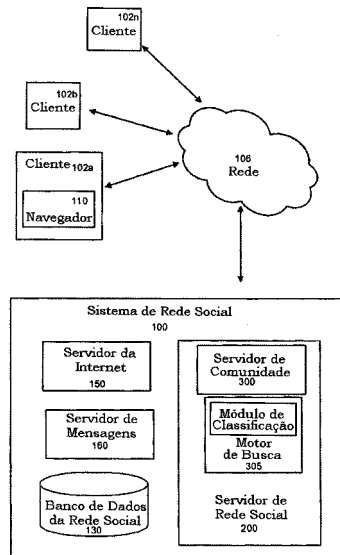 102n
Cliente
102b
Cliente
Cliente 102a
110
Navegador
106
Rede
Sistema de Rede Social
100
Servidor da
Internet
150
Servidor de
Mensagens
160
Banco de Dados
da Rede Social
130
Servidor de
Comunidade
300
Módulo de
Classificação
Motor
de Busca
305
Servidor de
Rede Social
200